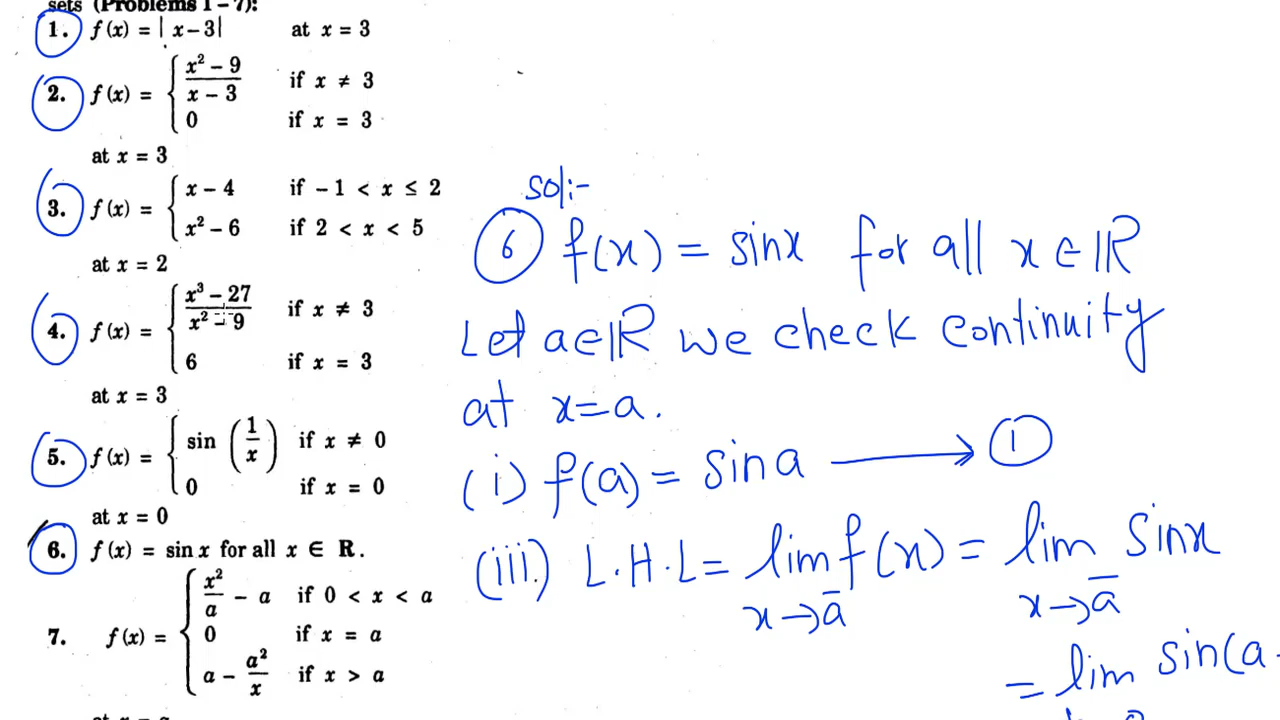 sets (Problems 1 – 7):
1. f(x) = | x – 3| at x = 3
2. f(x) = { x² – 9 / x – 3 if x ≠ 3
0 if x = 3
at x = 3
3. f(x) = { x – 4 if – 1 < x ≤ 2
x² – 6 if 2 < x < 5
at x = 2
4. f(x) = { x³ – 27 / x² – 9 if x ≠ 3
6 if x = 3
at x = 3
5. f(x) = { sin (1/x) if x ≠ 0
0 if x = 0
at x = 0
6. f(x) = sin x for all x ∈ R.
7. f(x) = { x²/a – a if 0 < x < a
0 if x = a
a – a²/x if x > a
sol:-
6 f(x) = sinx for all x ∈ ℝ
Let a∈ℝ we check continuity
at x=a.
(i) f(a) = sin a ⟶ 1
(iii) L.H.L = lim x→a⁻ f(x) = lim x→a⁻ sinx
= lim sin(a